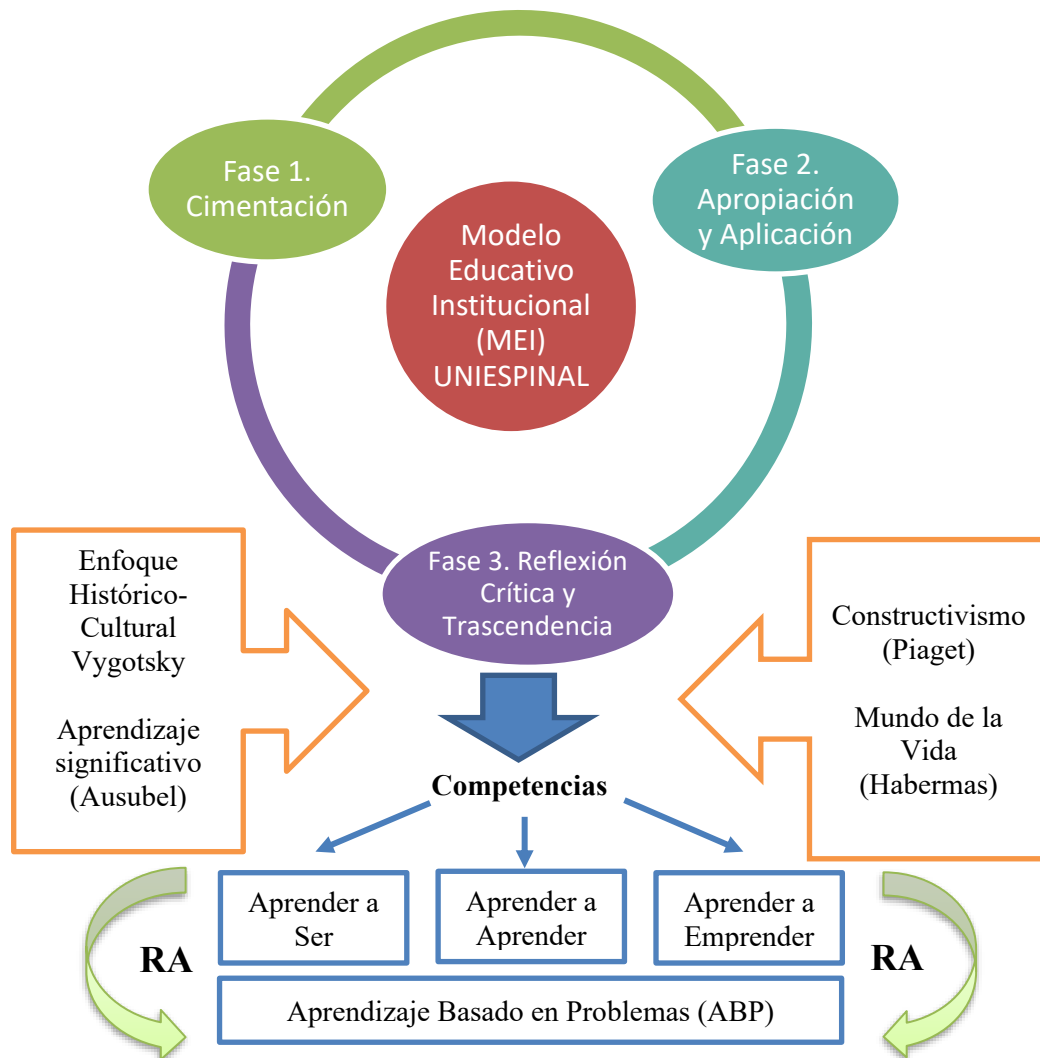 Fase 1.
Cimentación
Fase 2.
Apropiación
y Aplicación
Modelo
Educativo
Institucional
(MEI)
UNIESPINAL
Fase 3. Reflexión
Crítica y
Trascendencia
Enfoque
Histórico-
Cultural
Vygotsky
Aprendizaje
significativo
(Ausubel)
Constructivismo
(Piaget)
Mundo de la
Vida
(Habermas)
Competencias
Aprender a
Ser
Aprender a
Aprender
Aprender a
Emprender
RA
RA
Aprendizaje Basado en Problemas (ABP)